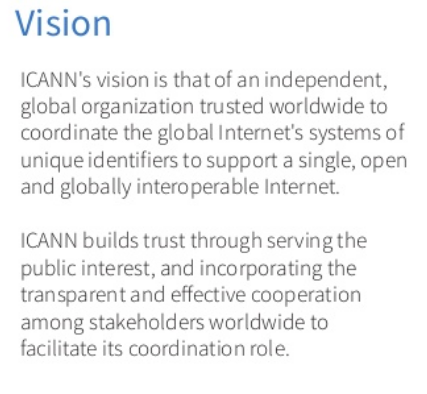 Vision
ICANN's vision is that of an independent,
global organization trusted worldwide to
coordinate the global Internet's systems of
unique identifiers to support a single, open
and globally interoperable Internet.
ICANN builds trust through serving the
public interest, and incorporating the
transparent and effective cooperation
among stakeholders worldwide to
facilitate its coordination role.